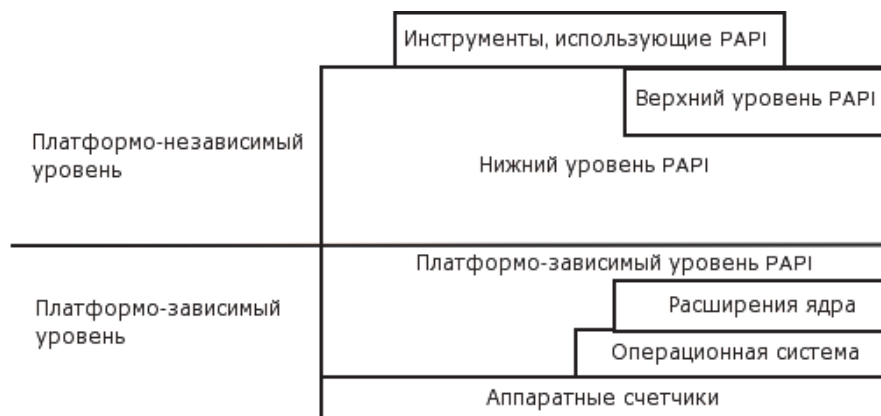 Инструменты, использующие PAPI
Верхний уровень PAPI
Платформо-независимый
уровень
Нижний уровень PAPI
Платформо-зависимый уровень PAPI
Платформо-зависимый
уровень
Расширения ядра
Операционная система
Аппаратные счетчики